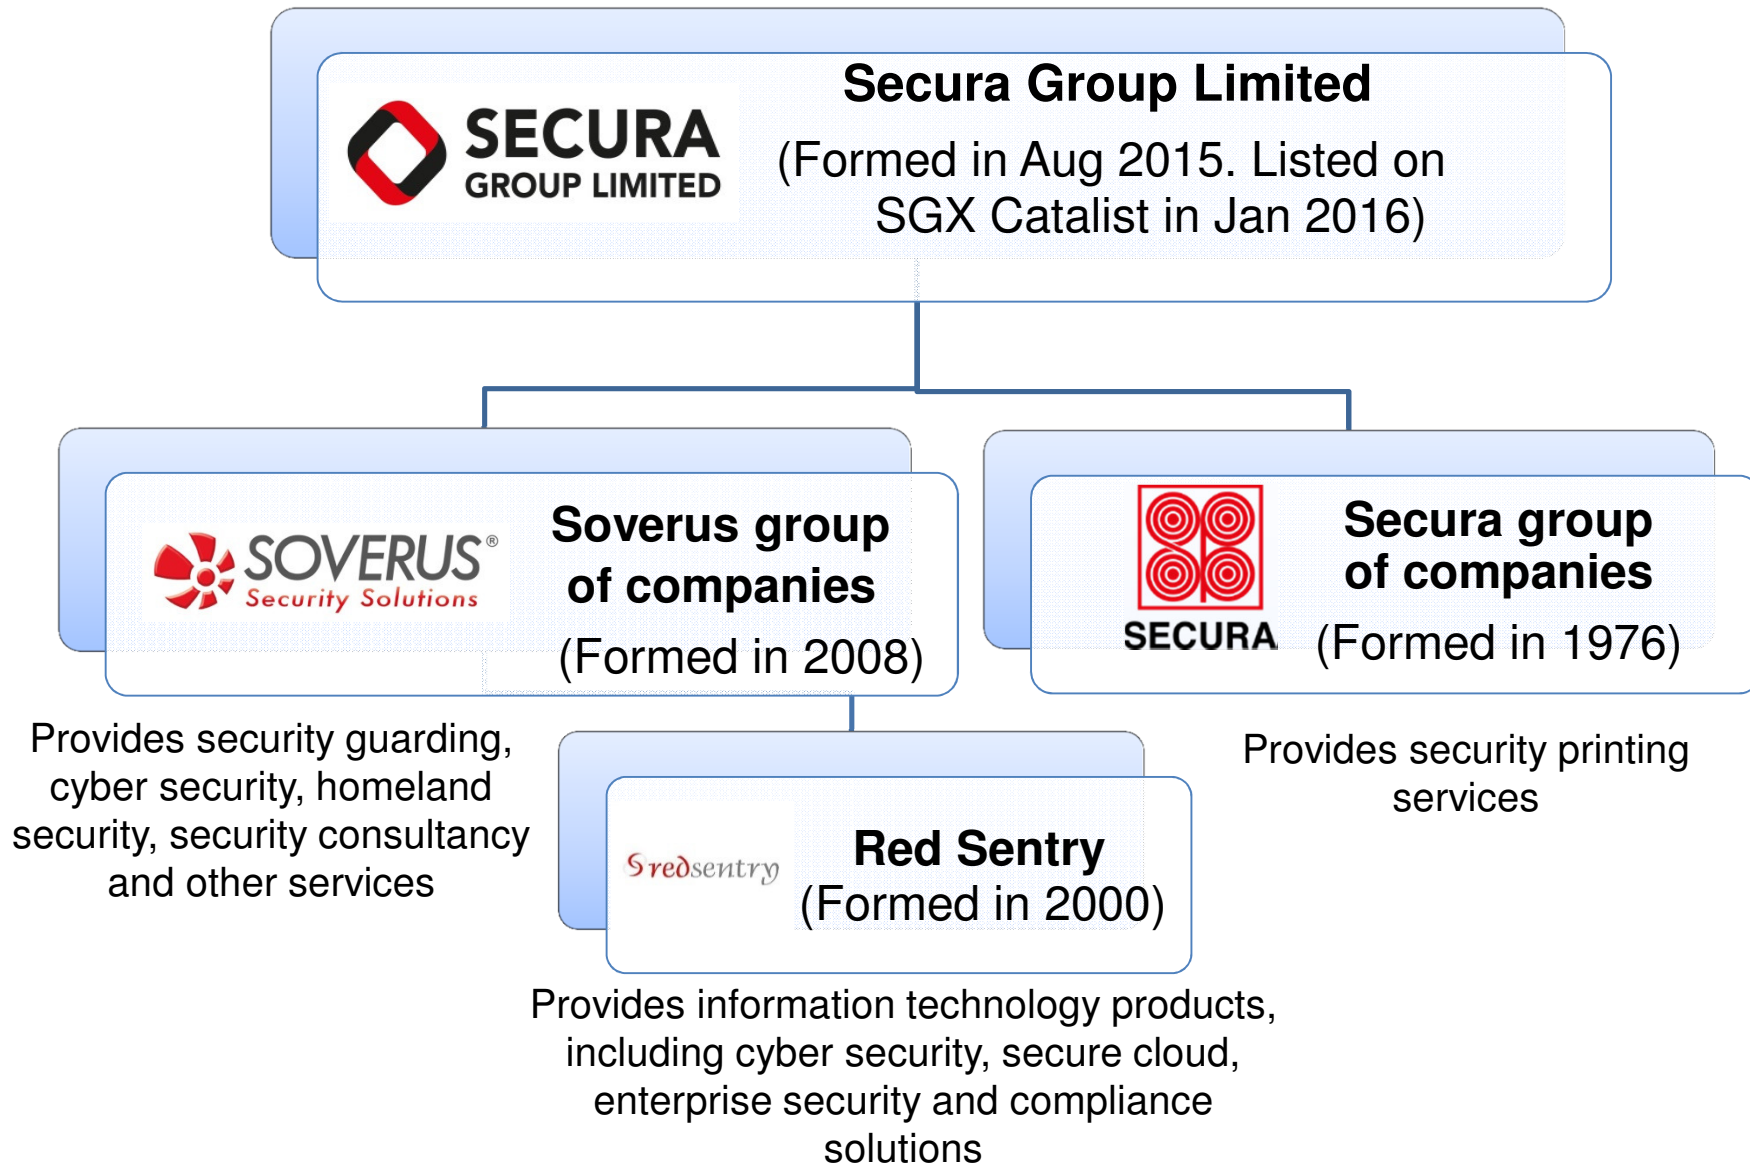 SECURA
GROUP LIMITED
Secura Group Limited
(Formed in Aug 2015. Listed on
SGX Catalist in Jan 2016)
SOVERUS®
Security Solutions
Soverus group
of companies
(Formed in 2008)
SECURA
Secura group
of companies
(Formed in 1976)
Provides security guarding,
cyber security, homeland
security, security consultancy
and other services
Provides security printing
services
redsentry
Red Sentry
(Formed in 2000)
Provides information technology products,
including cyber security, secure cloud,
enterprise security and compliance
solutions